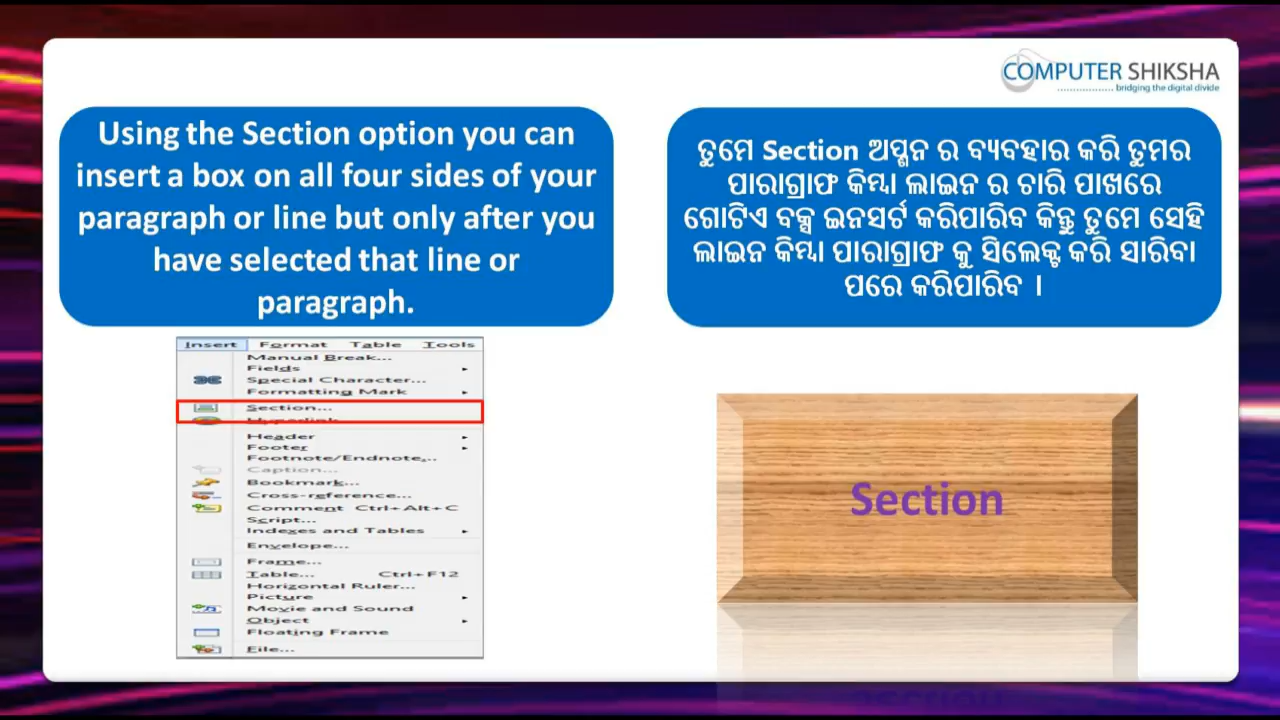 COMPUTER SHIKSHA
bridging the digital divide
Using the Section option you can
insert a box on all four sides of your
paragraph or line but only after you
have selected that line or
paragraph.
ତୁମେ Section ଅପ୍ଶନ ର ବ୍ୟବହାର କରି ତୁମର
ପାରାଗ୍ରାଫ କିମ୍ବା ଲାଇନ ର ଚାରି ପାଖରେ
ଗୋଟିଏ ବକ୍ସ ଇନସର୍ଟ କରିପାରିବ କିନ୍ତୁ ତୁମେ ସେହି
ଲାଇନ କିମ୍ବା ପାରାଗ୍ରାଫ କୁ ସିଲେକ୍ଟ କରି ସାରିବା
ପରେ କରିପାରିବ ।
Insert Format Table Tools
Manual Break...
Fields
Special Character...
Formatting Mark
Section...
Hyperlink
Header
Footer
Footnote/Endnote...
Caption...
Bookmark...
Cross-reference...
Comment Ctrl+Alt+C
Script...
Indexes and Tables
Envelope...
Frame...
Table... Ctrl+F12
Horizontal Ruler...
Picture
Movie and Sound
Object
Floating Frame
File...
Section